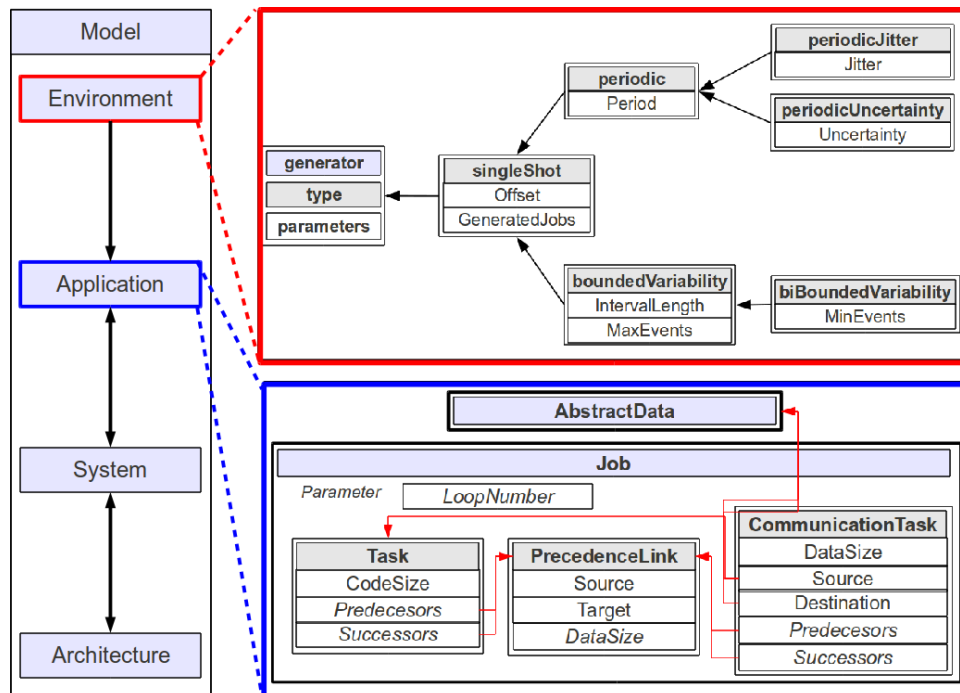 Model
Environment
Application
System
Architecture
generator
type
parameters
singleShot
Offset
GeneratedJobs
periodic
Period
periodicJitter
Jitter
periodicUncertainty
Uncertainty
boundedVariability
IntervalLength
MaxEvents
biBoundedVariability
MinEvents
AbstractData
Job
Parameter
LoopNumber
Task
CodeSize
Predecesors
Successors
PrecedenceLink
Source
Target
DataSize
CommunicationTask
DataSize
Source
Destination
Predecesors
Successors